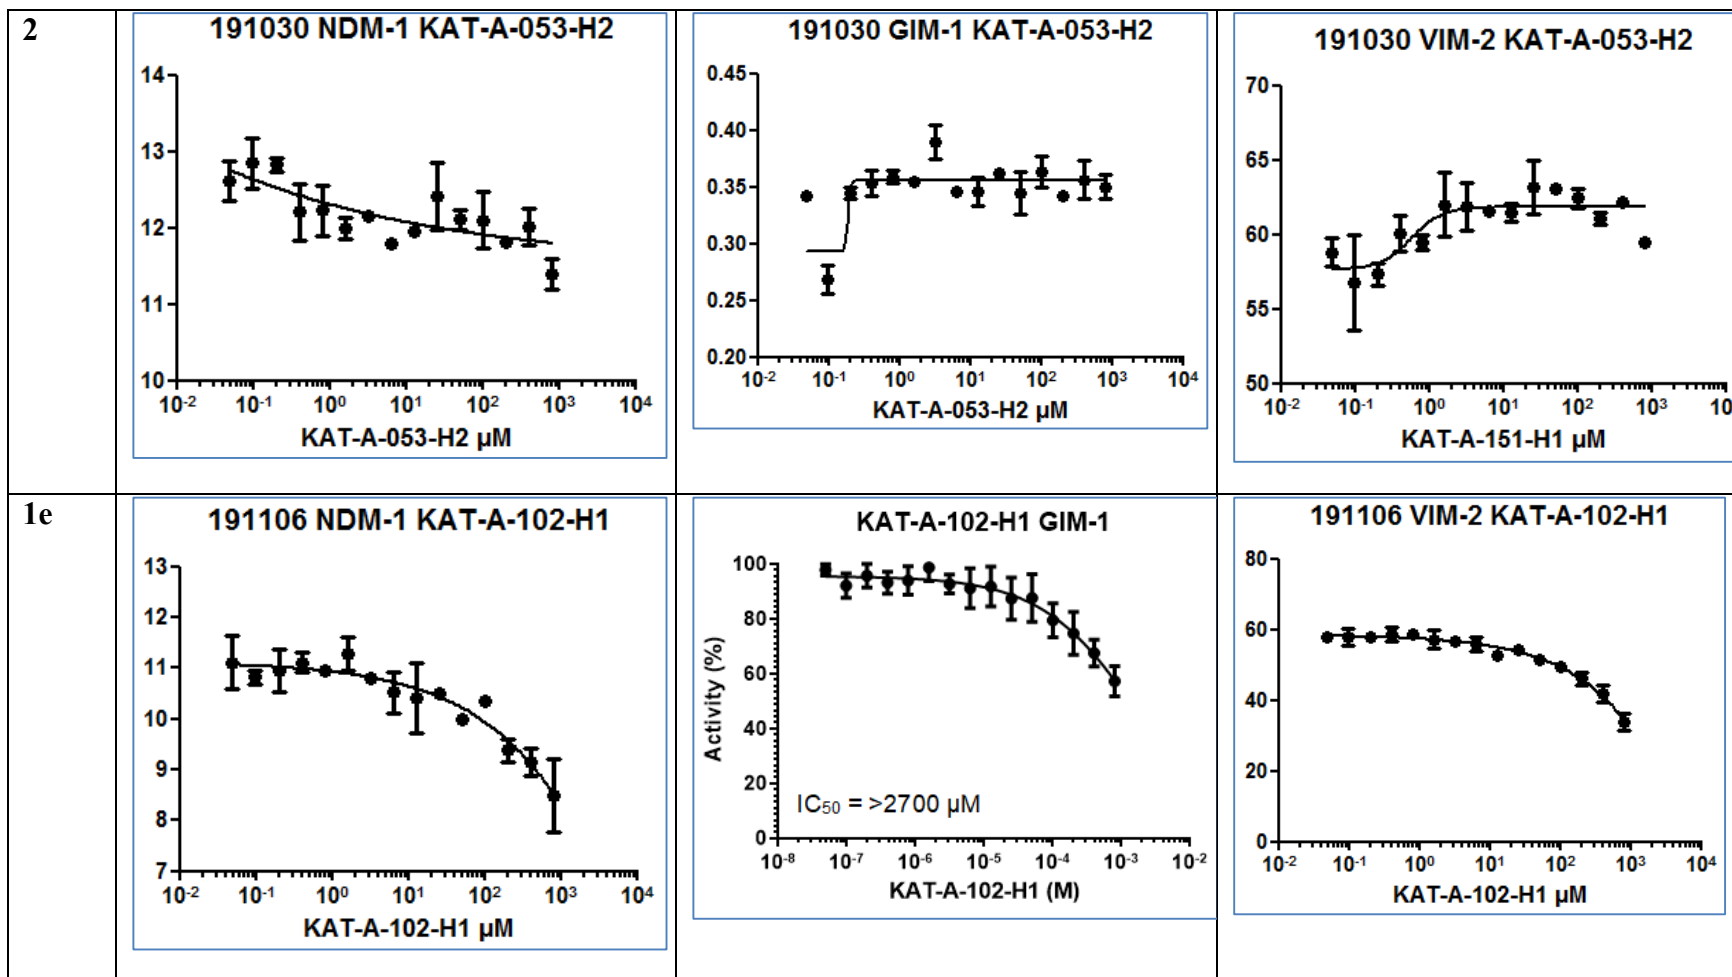 2
191030 NDM-1 KAT-A-053-H2
14
13
12
11
10
10⁻² 10⁻¹ 10⁰ 10¹ 10² 10³ 10⁴
KAT-A-053-H2 µM
191030 GIM-1 KAT-A-053-H2
0.45
0.40
0.35
0.30
0.25
0.20
10⁻² 10⁻¹ 10⁰ 10¹ 10² 10³ 10⁴
KAT-A-053-H2 µM
191030 VIM-2 KAT-A-053-H2
70
65
60
55
50
10⁻² 10⁻¹ 10⁰ 10¹ 10² 10³ 10
KAT-A-151-H1 µM
1e
191106 NDM-1 KAT-A-102-H1
13
12
11
10
9
8
7
10⁻² 10⁻¹ 10⁰ 10¹ 10² 10³ 10⁴
KAT-A-102-H1 µM
KAT-A-102-H1 GIM-1
Activity (%)
100
80
60
40
20
0
IC₅₀ = >2700 µM
10⁻⁸ 10⁻⁷ 10⁻⁶ 10⁻⁵ 10⁻⁴ 10⁻³ 10⁻²
KAT-A-102-H1 (M)
191106 VIM-2 KAT-A-102-H1
80
60
40
20
0
10⁻² 10⁻¹ 10⁰ 10¹ 10² 10³ 10⁴
KAT-A-102-H1 µM